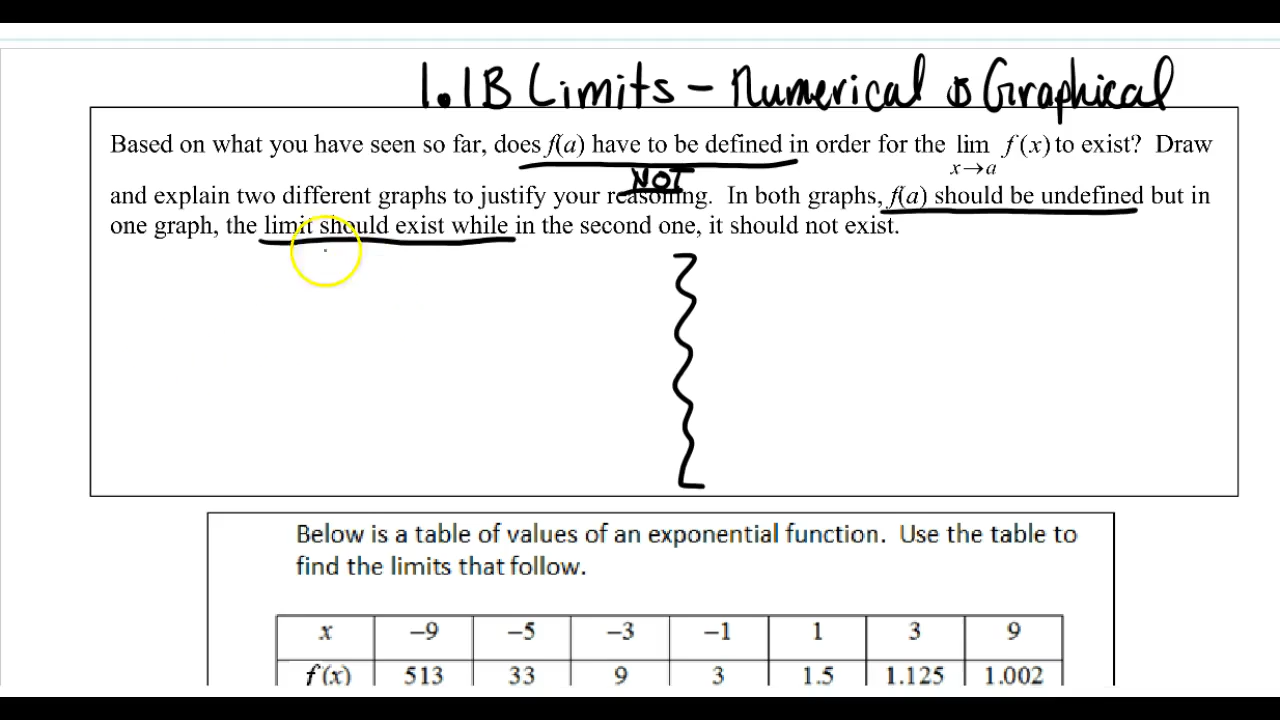 1.1B Limits – Numerical & Graphical
Based on what you have seen so far, does f(a) have to be defined in order for the lim f(x) to exist? Draw
x→a
NOT
and explain two different graphs to justify your reasoning. In both graphs, f(a) should be undefined but in
one graph, the limit should exist while in the second one, it should not exist.
Below is a table of values of an exponential function. Use the table to
find the limits that follow.
x –9 –5 –3 –1 1 3 9
f(x) 513 33 9 3 1.5 1.125 1.002